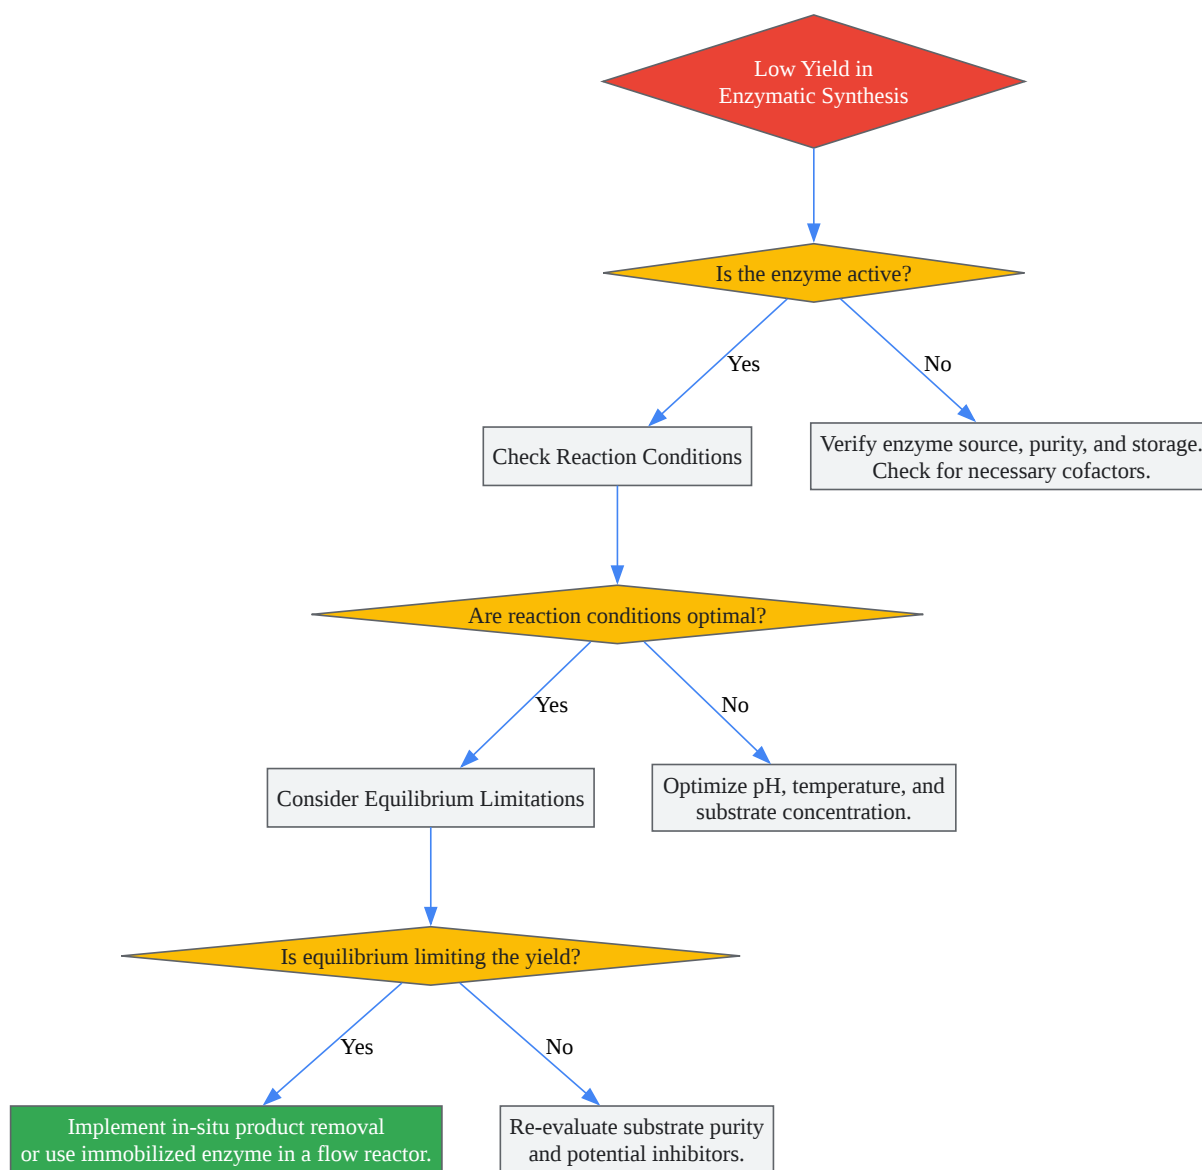 Low Yield in
Enzymatic Synthesis
Is the enzyme active?
Yes
No
Check Reaction Conditions
Verify enzyme source, purity, and storage.
Check for necessary cofactors.
Are reaction conditions optimal?
Yes
No
Consider Equilibrium Limitations
Optimize pH, temperature, and
substrate concentration.
Is equilibrium limiting the yield?
Yes
No
Implement in-situ product removal
or use immobilized enzyme in a flow reactor.
Re-evaluate substrate purity
and potential inhibitors.